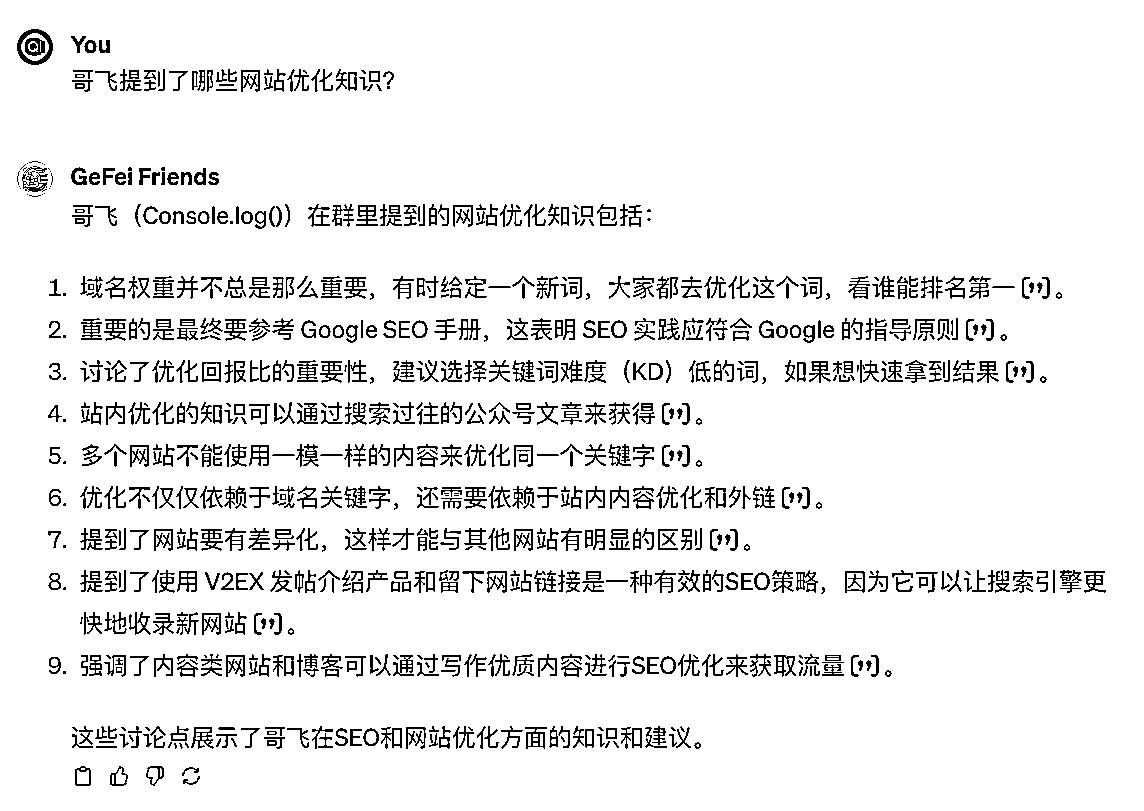 You
哥飞提到了哪些网站优化知识?
GeFei Friends
哥飞（Console.log()）在群里提到的网站优化知识包括：
1. 域名权重并不总是那么重要，有时给定一个新词，大家都去优化这个词，看谁能排名第一 [❞]。
2. 重要的是最终要参考 Google SEO 手册，这表明 SEO 实践应符合 Google 的指导原则 [❞]。
3. 讨论了优化回报比的重要性，建议选择关键词难度（KD）低的词，如果想快速拿到结果 [❞]。
4. 站内优化的知识可以通过搜索过往的公众号文章来获得 [❞]。
5. 多个网站不能使用一模一样的内容来优化同一个关键字 [❞]。
6. 优化不仅仅依赖于域名关键字，还需要依赖于站内内容优化和外链 [❞]。
7. 提到了网站要有差异化，这样才能与其他网站有明显的区别 [❞]。
8. 提到了使用 V2EX 发帖介绍产品和留下网站链接是一种有效的SEO策略，因为它可以让搜索引擎更
快地收录新网站 [❞]。
9. 强调了内容类网站和博客可以通过写作优质内容进行SEO优化来获取流量 [❞]。
这些讨论点展示了哥飞在SEO和网站优化方面的知识和建议。